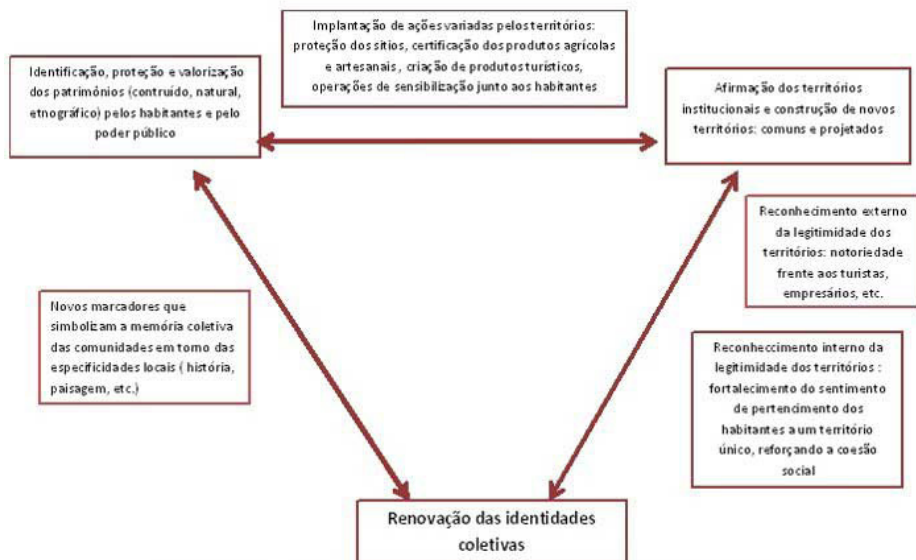 Implantação de ações variadas pelos territórios:
proteção dos sítios, certificação dos produtos agrícolas
e artesanais, criação de produtos turísticos,
operações de sensibilização junto aos habitantes
Identificação, proteção e valorização
dos patrimónios (contruído, natural,
etnográfico) pelos habitantes e pelo
poder público
Afirmação dos territórios
institucionais e construção de novos
territórios: comuns e projetados
Reconhecimento externo
da legitimidade dos
territórios: notoriedade
frente aos turistas,
empresários, etc.
Novos marcadores que
simbolizam a memória coletiva
das comunidades em torno das
especificidades locais ( história,
paisagem, etc.)
Reconheccimento interno da
legitimidade dos territórios :
fortalecimento do sentimento
de pertencimento dos
habitantes a um território
único, reforçando a coesão
social
Renovação das identidades
coletivas